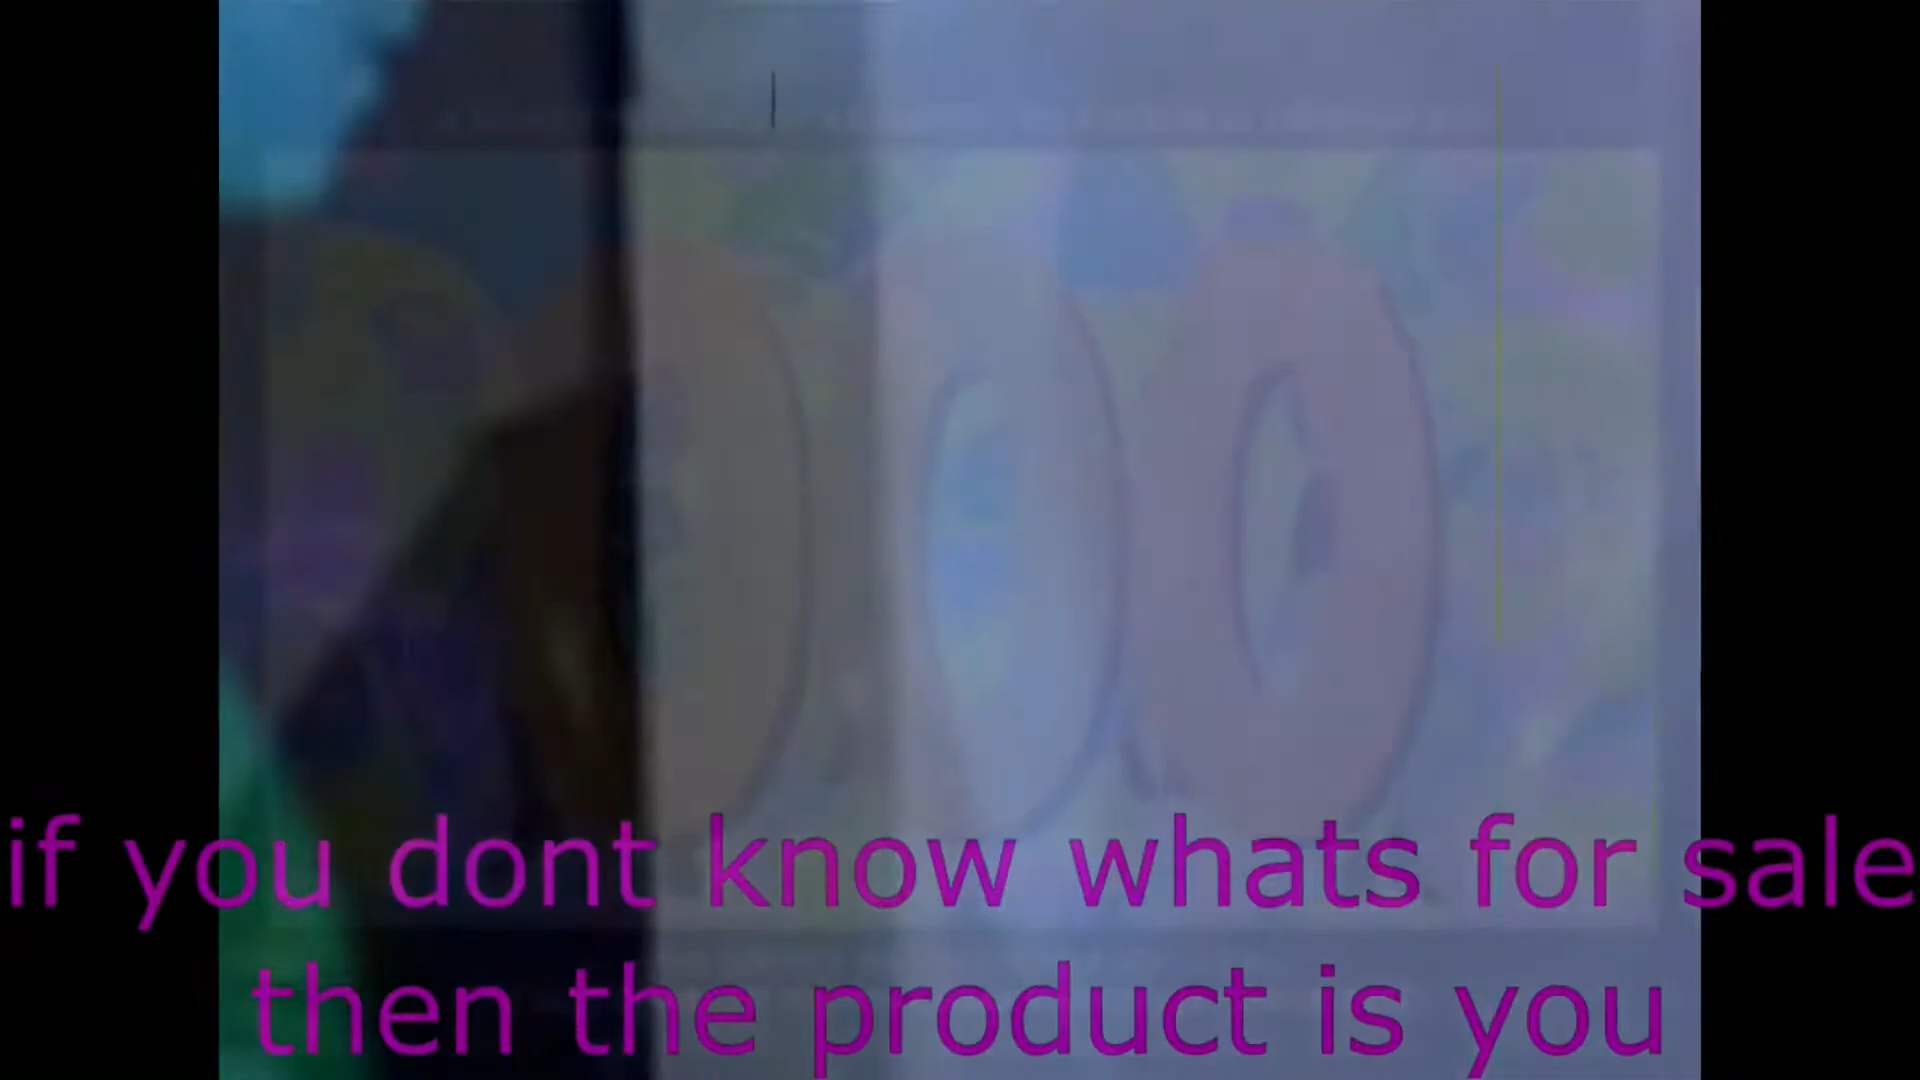 if you dont know whats for sale
then the product is you